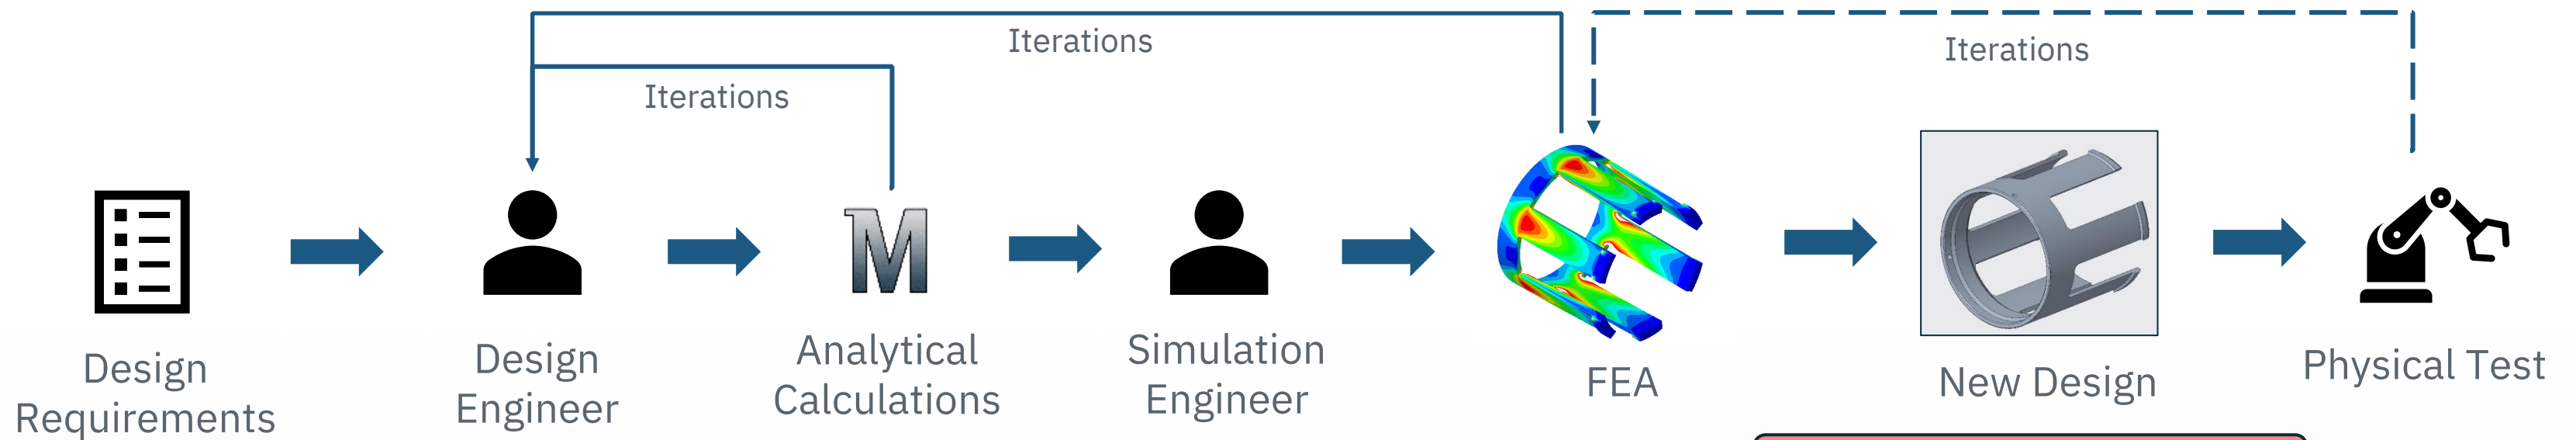 Iterations
Iterations
Iterations
M
Design
Requirements
Design
Engineer
Analytical
Calculations
Simulation
Engineer
FEA
New Design
Physical Test